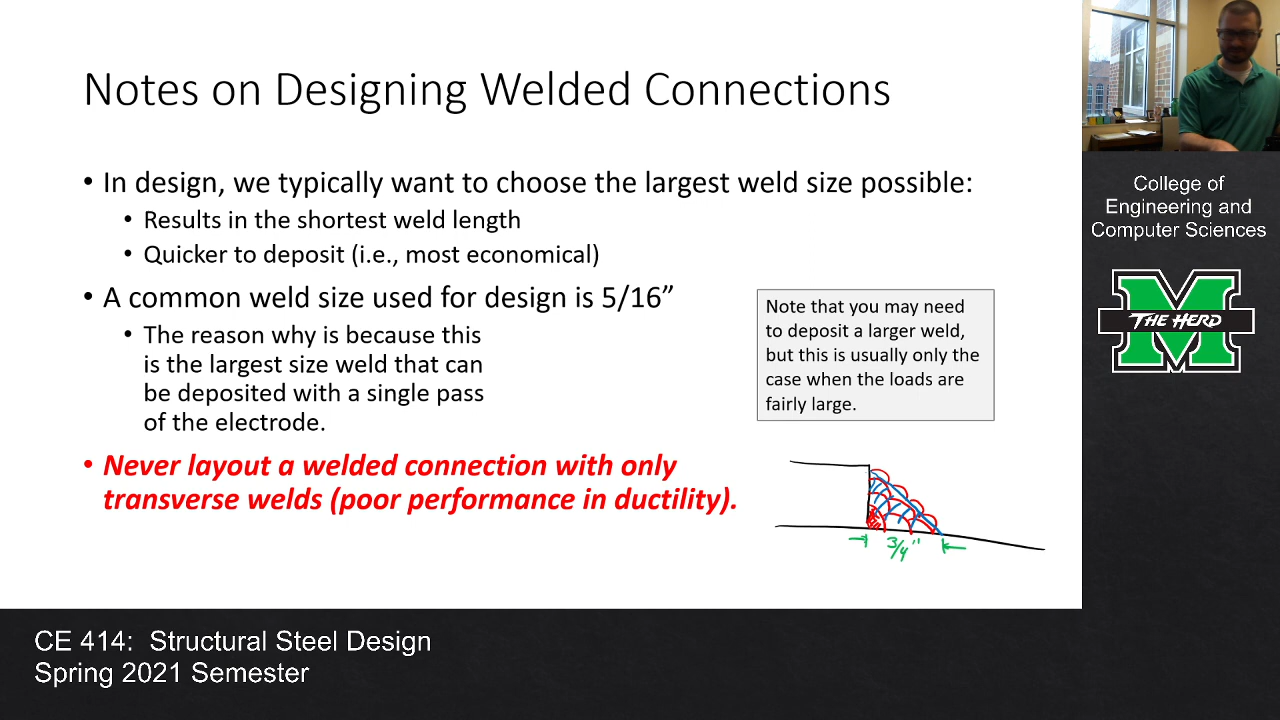 Notes on Designing Welded Connections
• In design, we typically want to choose the largest weld size possible:
• Results in the shortest weld length
• Quicker to deposit (i.e., most economical)
• A common weld size used for design is 5/16”
• The reason why is because this
is the largest size weld that can
be deposited with a single pass
of the electrode.
• Never layout a welded connection with only
transverse welds (poor performance in ductility).
Note that you may need
to deposit a larger weld,
but this is usually only the
case when the loads are
fairly large.
3/4"
College of
Engineering and
Computer Sciences
THE HERD
CE 414: Structural Steel Design
Spring 2021 Semester